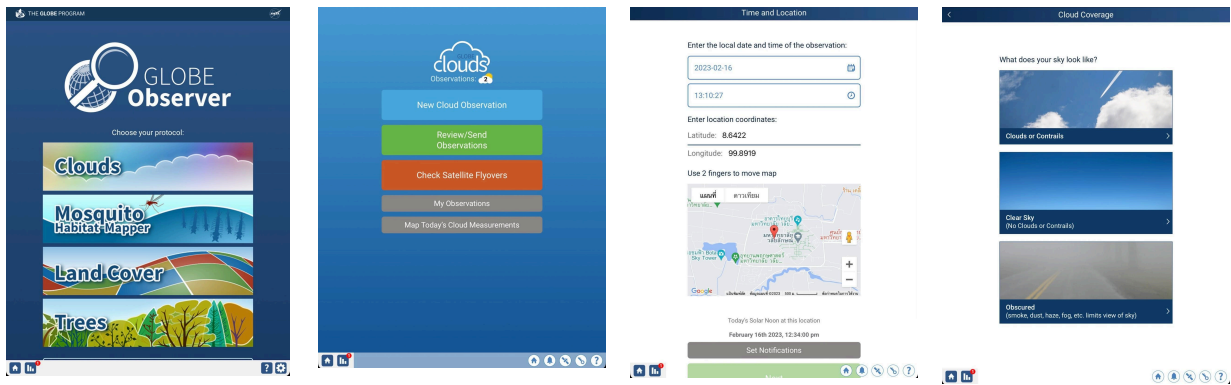 THE GLOBE PROGRAM
NASA
GLOBE
Observer
Choose your protocol:
Clouds
Mosquito
Habitat Mapper
Land Cover
Trees
?
GLOBE
clouds
Observations: 2
New Cloud Observation
Review/Send
Observations
Check Satellite Flyovers
My Observations
Map Today's Cloud Measurements
?
Time and Location
Enter the local date and time of the observation:
2023-02-16
13:10:27
Enter location coordinates:
Latitude: 8.6422
Longitude: 99.8919
Use 2 fingers to move map
แผนที่ ดาวเทียม
Sky Tower
+
−
Google
Today's Solar Noon at this location
February 16th 2023, 12:34:00 pm
Set Notifications
?
Cloud Coverage
What does your sky look like?
Clouds or Contrails
Clear Sky
(No Clouds or Contrails)
Obscured
(smoke, dust, haze, fog, etc. limits view of sky)
?